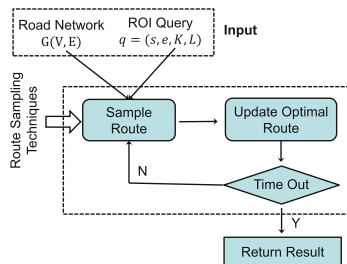 Road Network
G(V,E)
ROI Query
q = (s, e, K, L)
Input
Route Sampling
Techniques
Sample
Route
Update Optimal
Route
N
Time Out
Y
Return Result